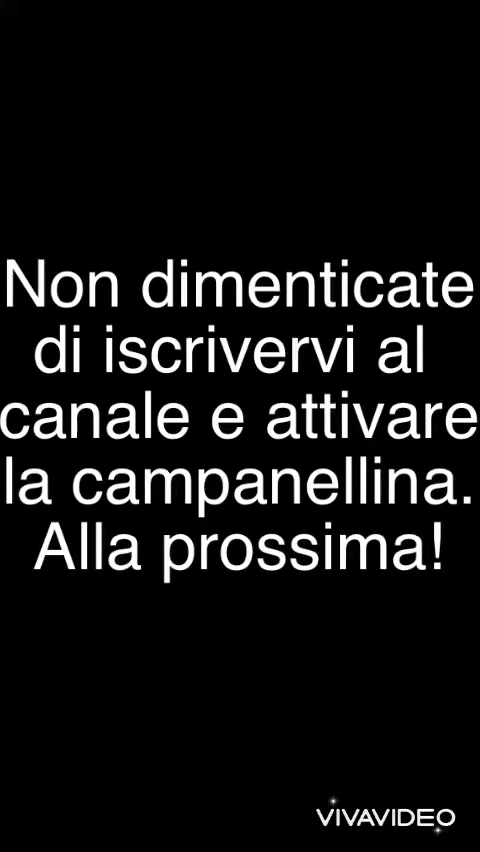 Non dimenticate
di iscrivervi al
canale e attivare
la campanellina.
Alla prossima!
VIVAVIDEO